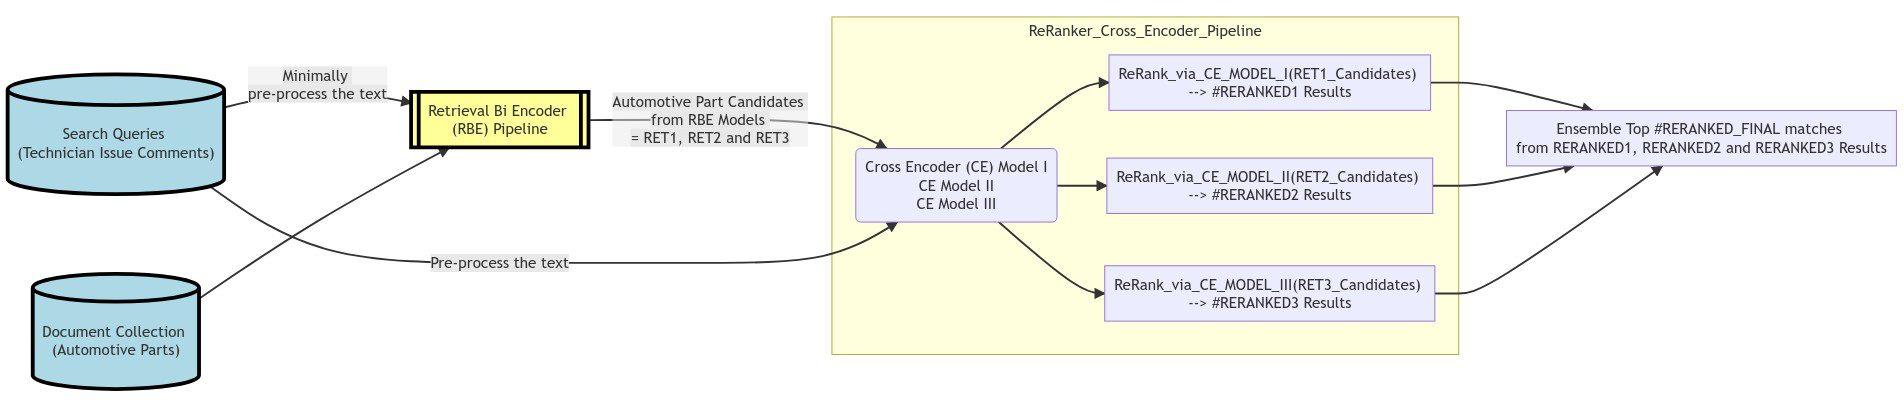 ReRanker_Cross_Encoder_Pipeline
Minimally
pre-process the text
Search Queries
(Technician Issue Comments)
Retrieval Bi Encoder
(RBE) Pipeline
Automotive Part Candidates
from RBE Models
= RET1, RET2 and RET3
Pre-process the text
Document Collection
(Automotive Parts)
Cross Encoder (CE) Model I
CE Model II
CE Model III
ReRank_via_CE_MODEL_I(RET1_Candidates)
--> #RERANKED1 Results
ReRank_via_CE_MODEL_II(RET2_Candidates)
--> #RERANKED2 Results
ReRank_via_CE_MODEL_III(RET3_Candidates)
--> #RERANKED3 Results
Ensemble Top #RERANKED_FINAL matches
from RERANKED1, RERANKED2 and RERANKED3 Results